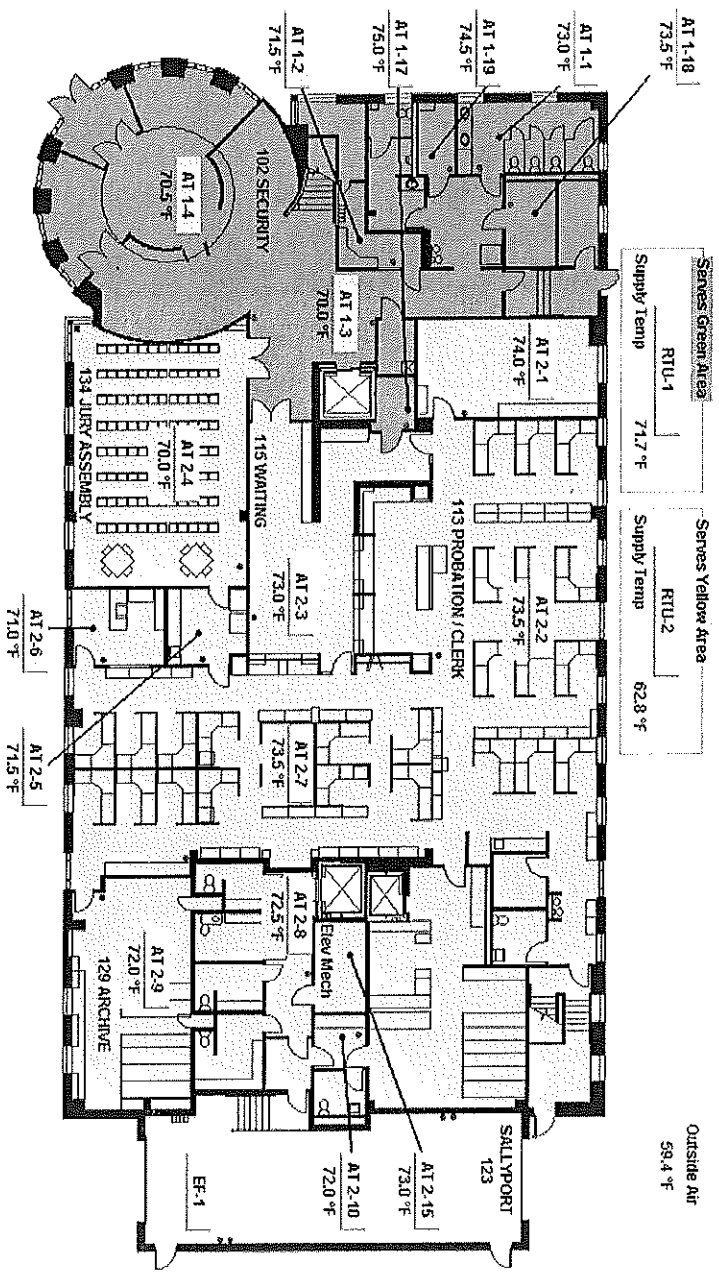 AT 1-2
71.5 °F
AT 1-17
75.0 °F
AT 1-19
74.5 °F
AT 1-1
73.0 °F
AT 1-18
73.5 °F
Serves Green Area
RTU-1
Supply Temp 71.7 °F
Serves Yellow Area
RTU-2
Supply Temp 62.8 °F
Outside Air
59.4 °F
AT 1-4
70.5 °F
102 SECURITY
AT 1-3
70.0 °F
AT 2-1
74.0 °F
134 JURY ASSEMBLY
AT 2-4
70.0 °F
115 WAITING
AT 2-3
73.0 °F
113 PROBATION / CLERK
AT 2-2
73.5 °F
AT 2-6
71.0 °F
AT 2-5
71.5 °F
AT 2-7
73.5 °F
AT 2-8
72.5 °F
Elev Mech
AT 2-9
72.0 °F
129 ARCHIVE
AT 2-10
72.0 °F
AT 2-15
73.0 °F
SALLYPORT
123
EF-1